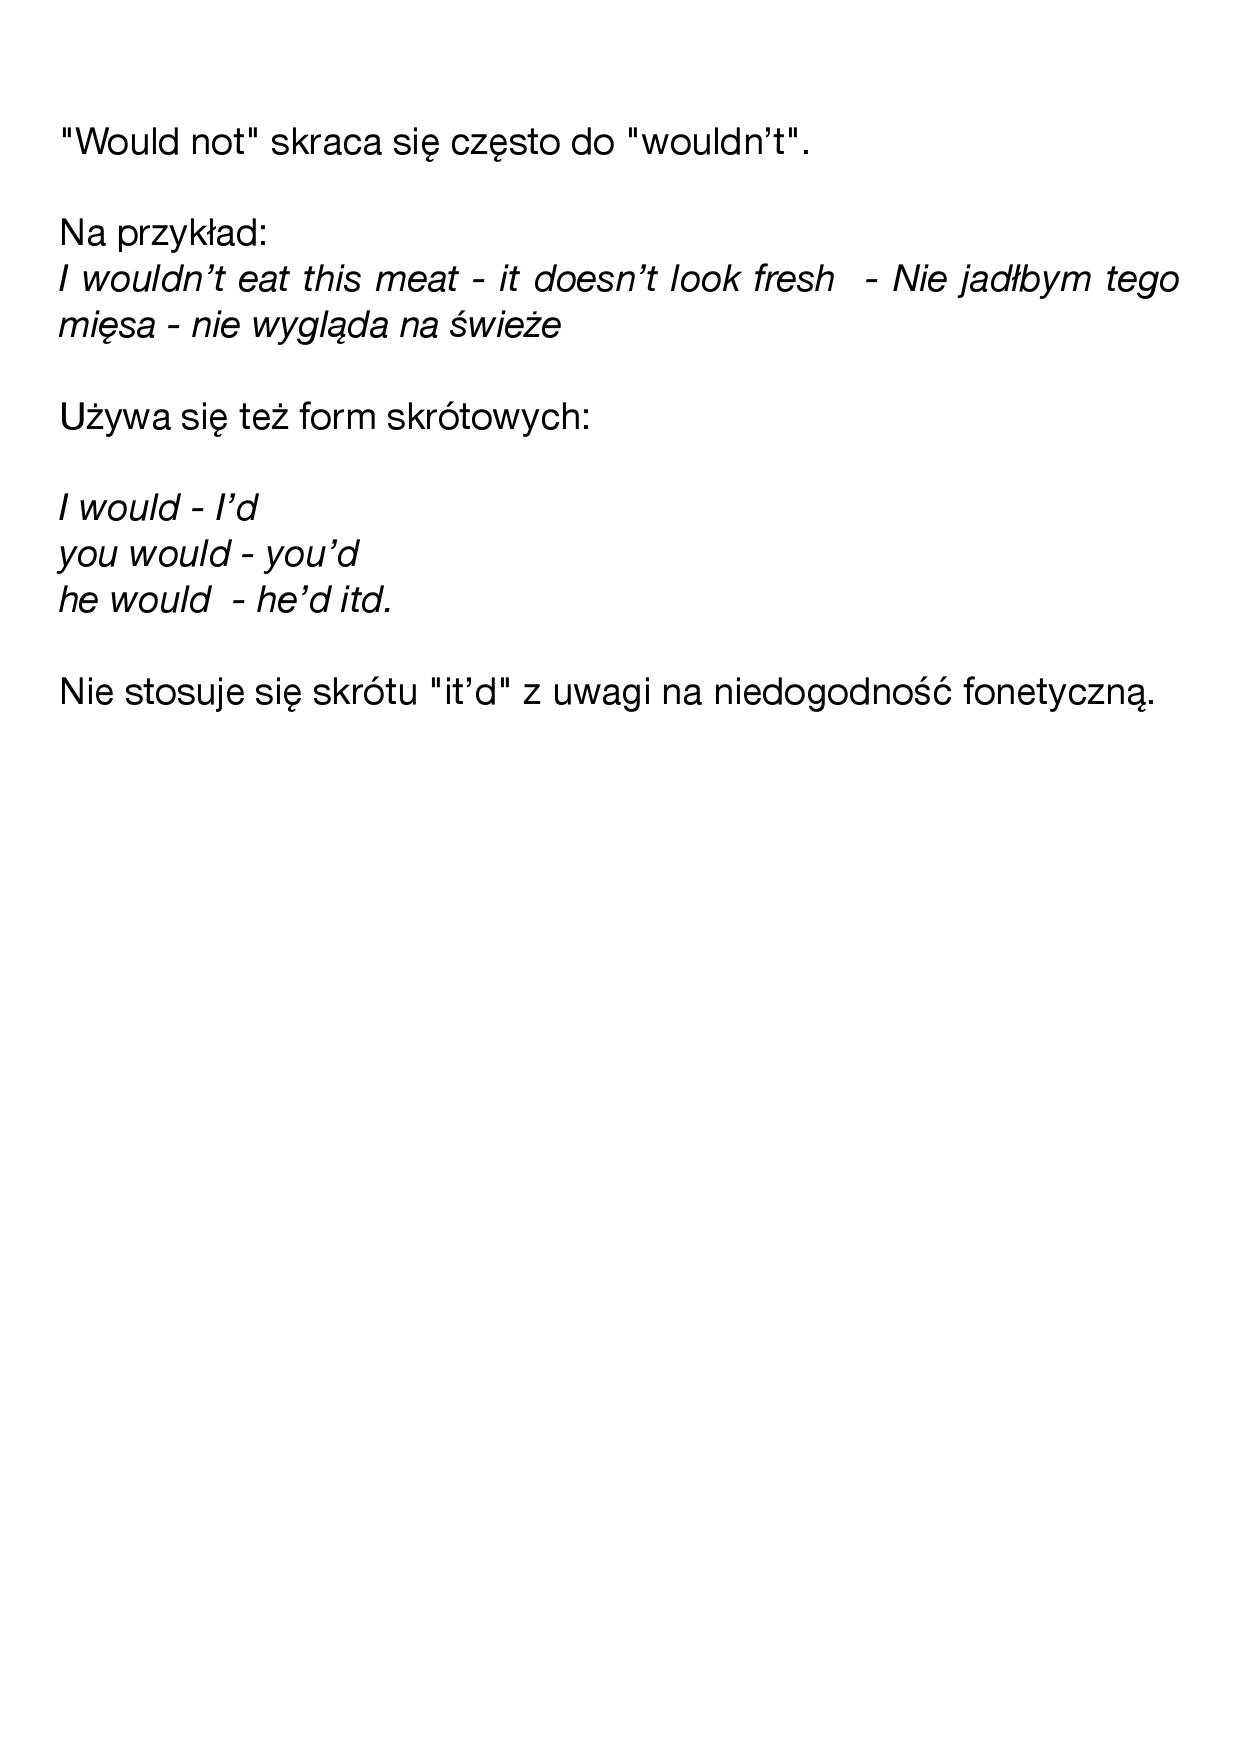 "Would not" skraca się często do "wouldn’t".
Na przykład:
I wouldn’t eat this meat - it doesn’t look fresh  - Nie jadłbym tego
mięsa - nie wygląda na świeże
Używa się też form skrótowych:
I would - I’d
you would - you’d
he would  - he’d itd.
Nie stosuje się skrótu "it’d" z uwagi na niedogodność fonetyczną.